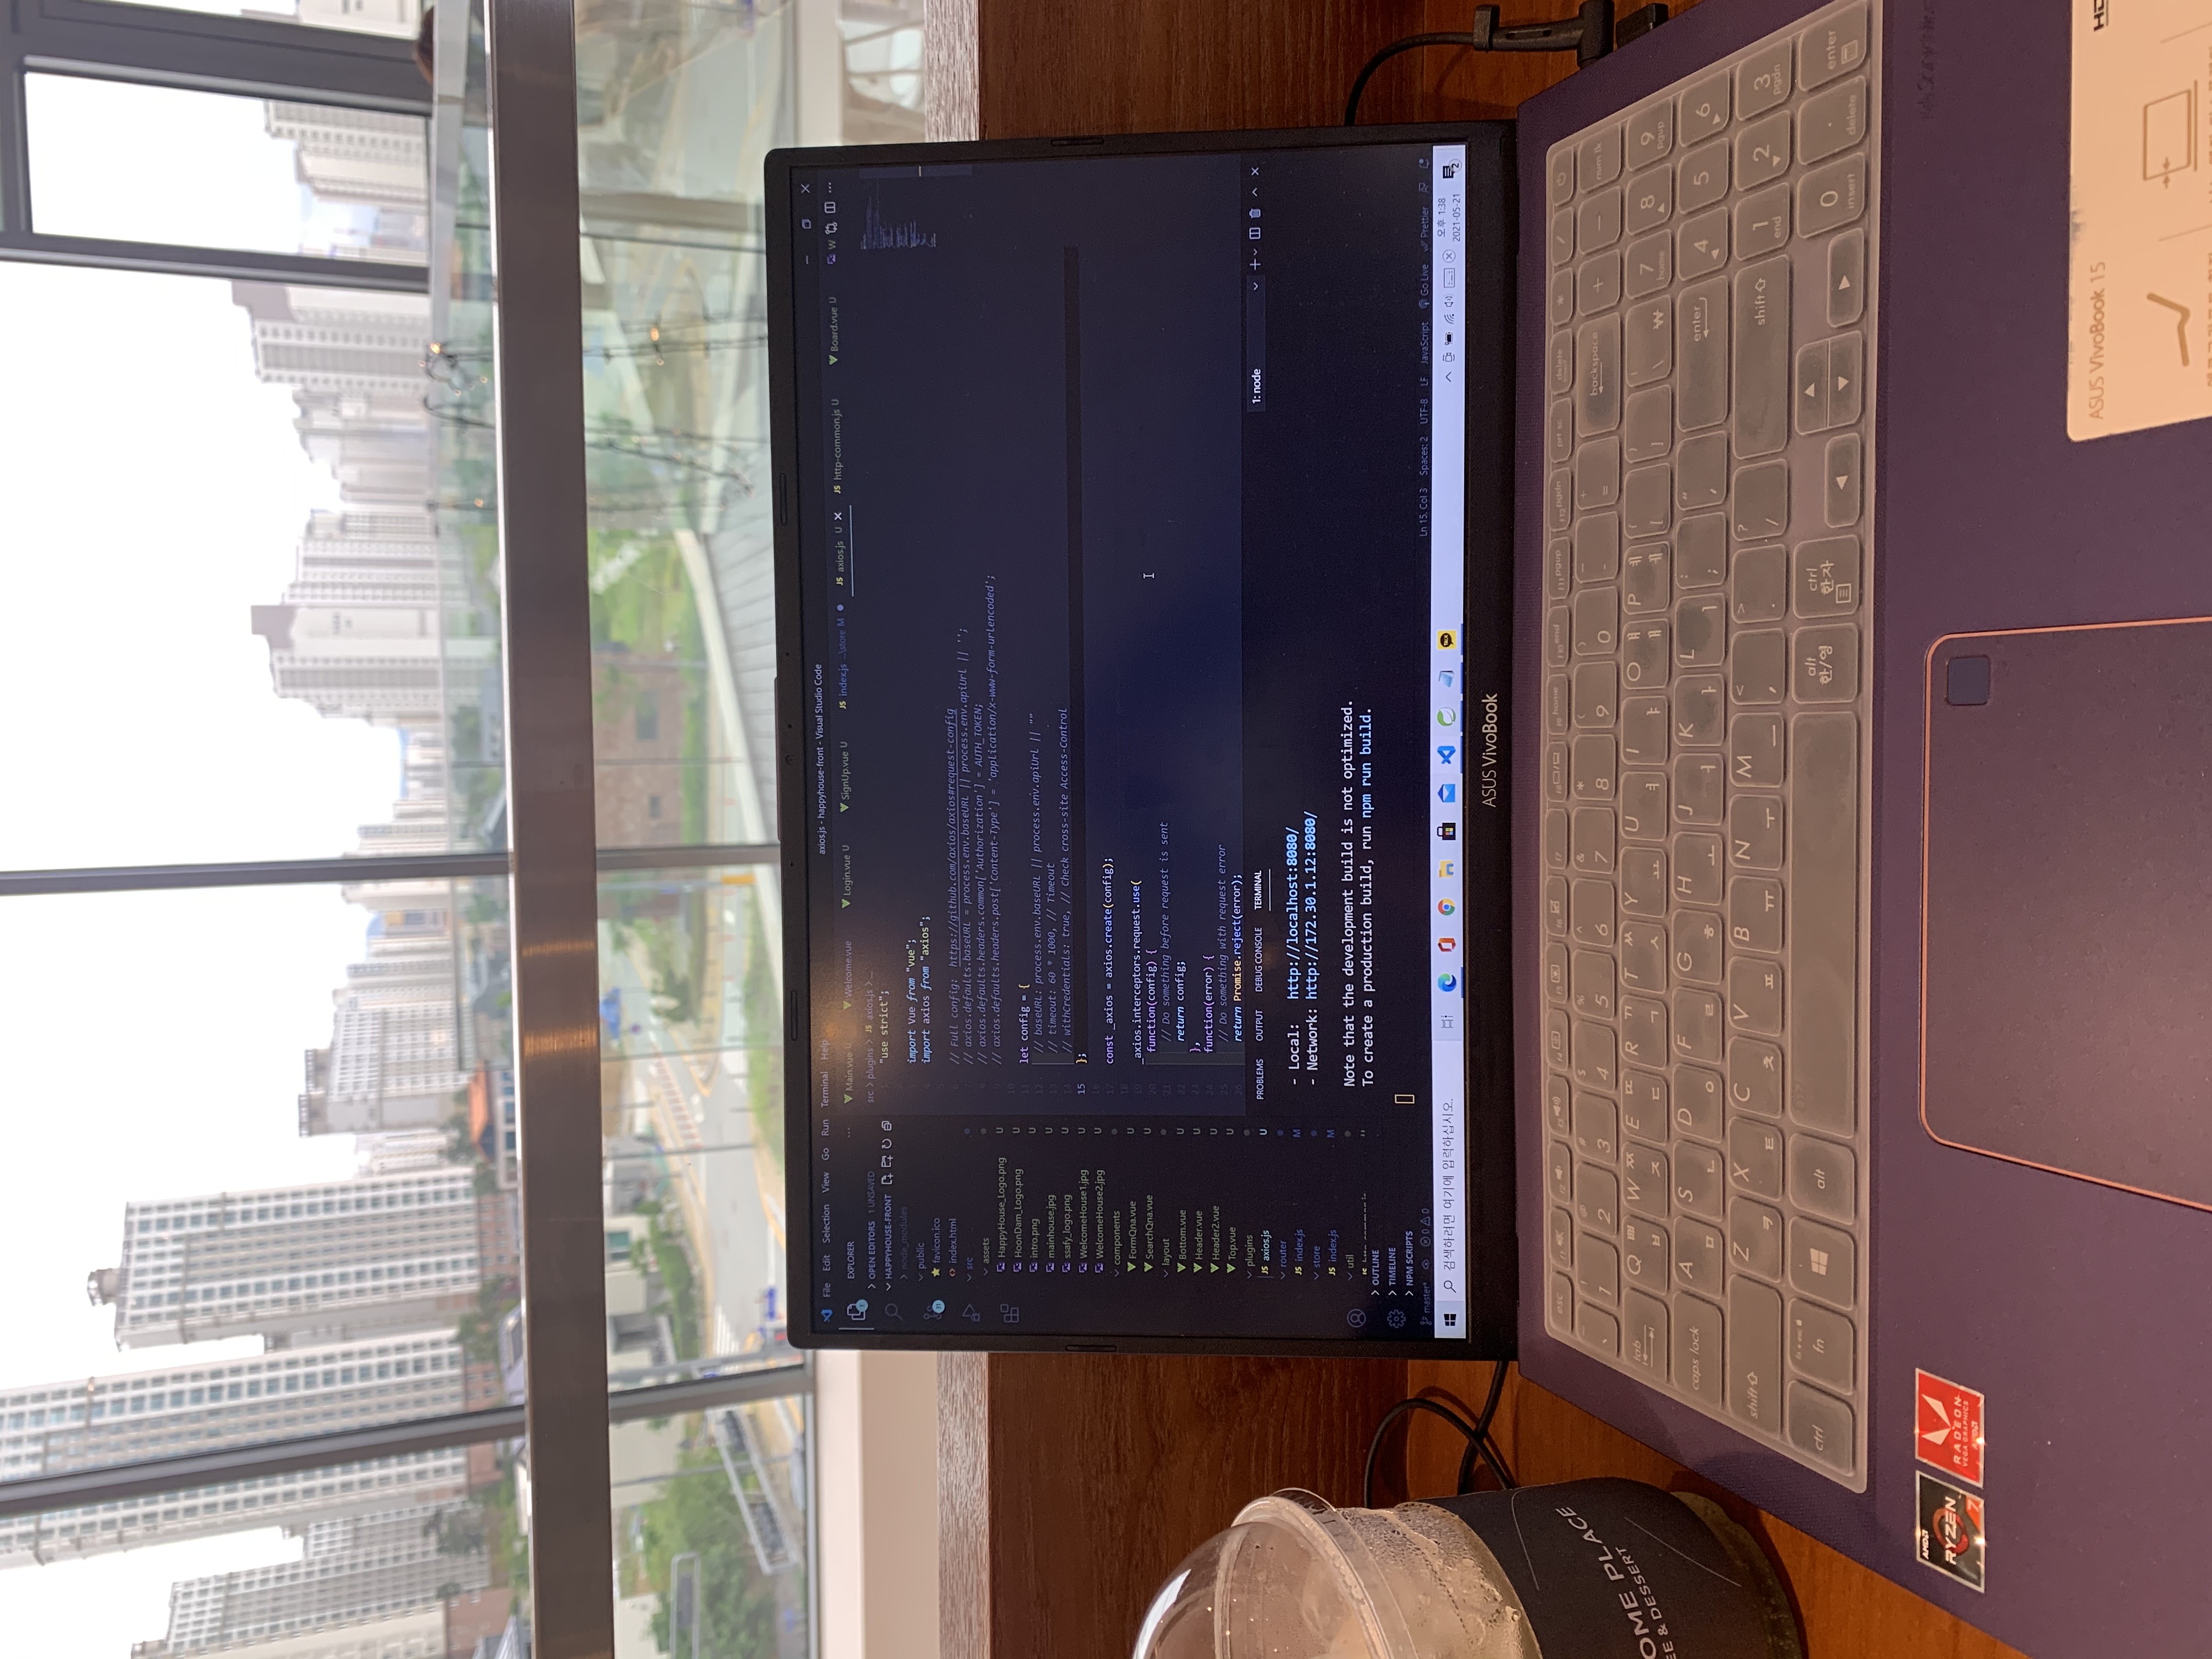 File Edit Selection View Go Run Terminal Help
axios.js - happyhouse-front - Visual Studio Code
EXPLORER
OPEN EDITORS 1 UNSAVED
HAPPYHOUSE-FRONT
node_modules
public
favicon.ico
index.html
src
assets
HappyHouse_Logo.png U
HoonDam_Logo.png U
intro.png U
mainhouse.jpg U
ssafy_logo.png U
WelcomeHouse1.jpg U
WelcomeHouse2.jpg U
components
FormQna.vue U
SearchQna.vue U
layout
Bottom.vue U
Header.vue U
Header2.vue U
Top.vue U
plugins
JS axios.js U
router
JS index.js M
store
JS index.js M
util
OUTLINE
TIMELINE
NPM SCRIPTS
Main.vue U Welcome.vue Login.vue U SignUp.vue U JS index.js ...\store M JS axios.js U JS http-common.js U Board.vue U W
src > plugins > JS axios.js > ...
"use strict";
import Vue from "vue";
import axios from "axios";
// Full config: https://github.com/axios/axios#request-config
// axios.defaults.baseURL = process.env.baseURL || process.env.apiUrl || '';
// axios.defaults.headers.common['Authorization'] = AUTH_TOKEN;
// axios.defaults.headers.post['Content-Type'] = 'application/x-www-form-urlencoded';
let config = {
// baseURL: process.env.baseURL || process.env.apiUrl || ""
// timeout: 60 * 1000, // Timeout
// withCredentials: true, // Check cross-site Access-Control
15 };
const _axios = axios.create(config);
_axios.interceptors.request.use(
function(config) {
// Do something before request is sent
return config;
},
function(error) {
// Do something with request error
return Promise.reject(error);
PROBLEMS OUTPUT DEBUG CONSOLE TERMINAL 1: node
- Local: http://localhost:8080/
- Network: http://172.30.1.12:8080/
Note that the development build is not optimized.
To create a production build, run npm run build.
master* 0 0 Ln 15, Col 3 Spaces: 2 UTF-8 LF JavaScript Go Live Prettier
검색하려면 여기에 입력하십시오.
TALK
오후 1:38
2021-05-21
2
ASUS VivoBook
OME PLACE
EE & DESSERT
esc f1 f2 f3 f4 f5 f6 f7 f8 f9 home f10 end f11 pgup f12 pgdn prt sc delete
~ ! @ # $ % ^ & * ( ) _ +
` 1 2 3 4 5 6 7 8 9 0 - = backspace + - num lk
tab Q ㅃ ㅂ W ㅉ ㅈ E ㄸ ㄷ R ㄲ ㄱ T ㅆ ㅅ Y ㅛ U ㅕ I ㅑ O ㅒ ㅐ P ㅖ ㅔ { [ } ] | \ ₩ 7 home 8 9 pgup
caps lock A ㅁ S ㄴ D ㅇ F ㄹ G ㅎ H ㅗ J ㅓ K ㅏ L ㅣ : ; " ' enter 4 5 6
shift Z ㅋ X ㅌ C ㅊ V ㅍ B ㅠ N ㅜ M ㅡ < , > . ? / shift 1 end 2 3 pgdn
ctrl fn alt alt 한/영 ctrl 한자 0 insert . delete enter
AMD
RYZEN
7
RADEON
VEGA GRAPHICS
AMD
ASUS VivoBook 15